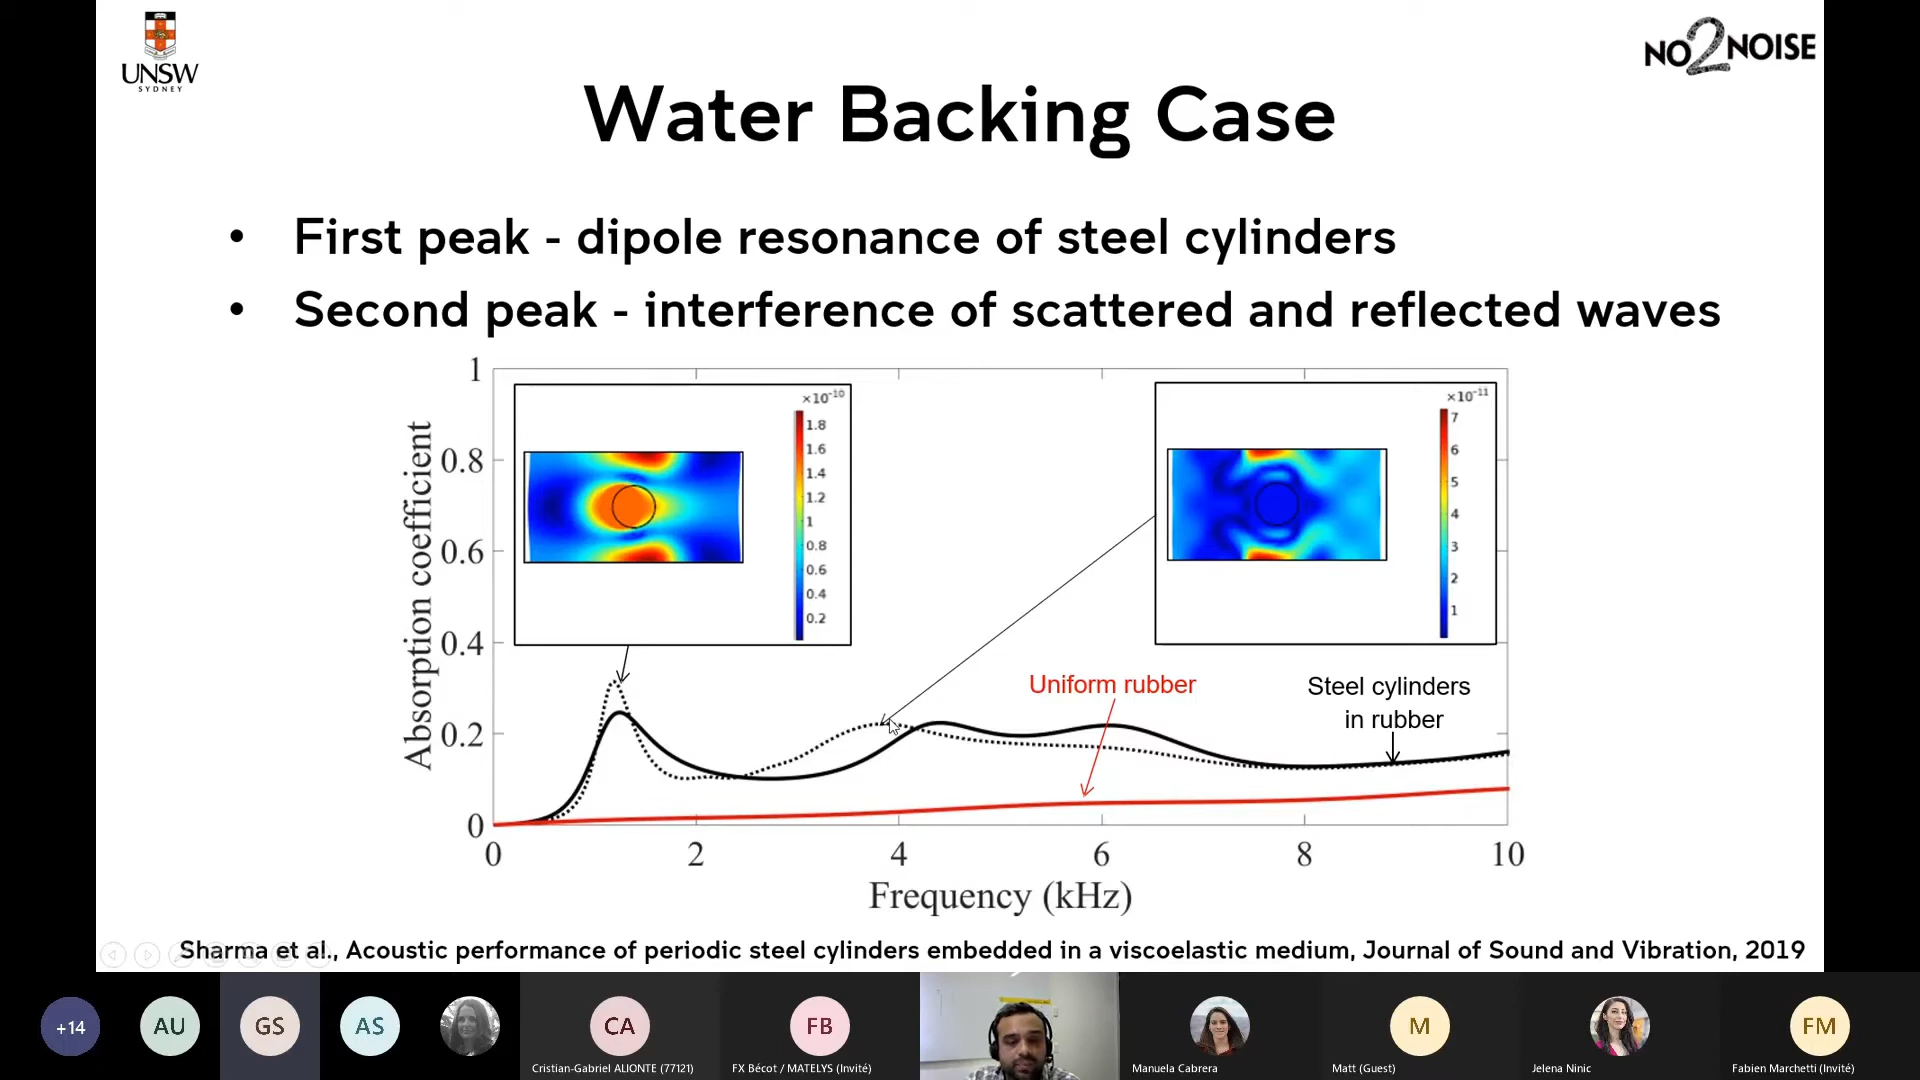 UNSW
SYDNEY
NO2NOISE
Water Backing Case
• First peak - dipole resonance of steel cylinders
• Second peak - interference of scattered and reflected waves
Absorption coefficient
1
0.8
0.6
0.4
0.2
0
×10⁻¹⁰
1.8
1.6
1.4
1.2
1
0.8
0.6
0.4
0.2
×10⁻¹¹
7
6
5
4
3
2
1
Uniform rubber
Steel cylinders
in rubber
0 2 4 6 8 10
Frequency (kHz)
Sharma et al., Acoustic performance of periodic steel cylinders embedded in a viscoelastic medium, Journal of Sound and Vibration, 2019
+14 AU GS AS CA FB M FM
Cristian-Gabriel ALIONTE (77121) FX Bécot / MATELYS (Invité) Manuela Cabrera Matt (Guest) Jelena Ninic Fabien Marchetti (Invité)